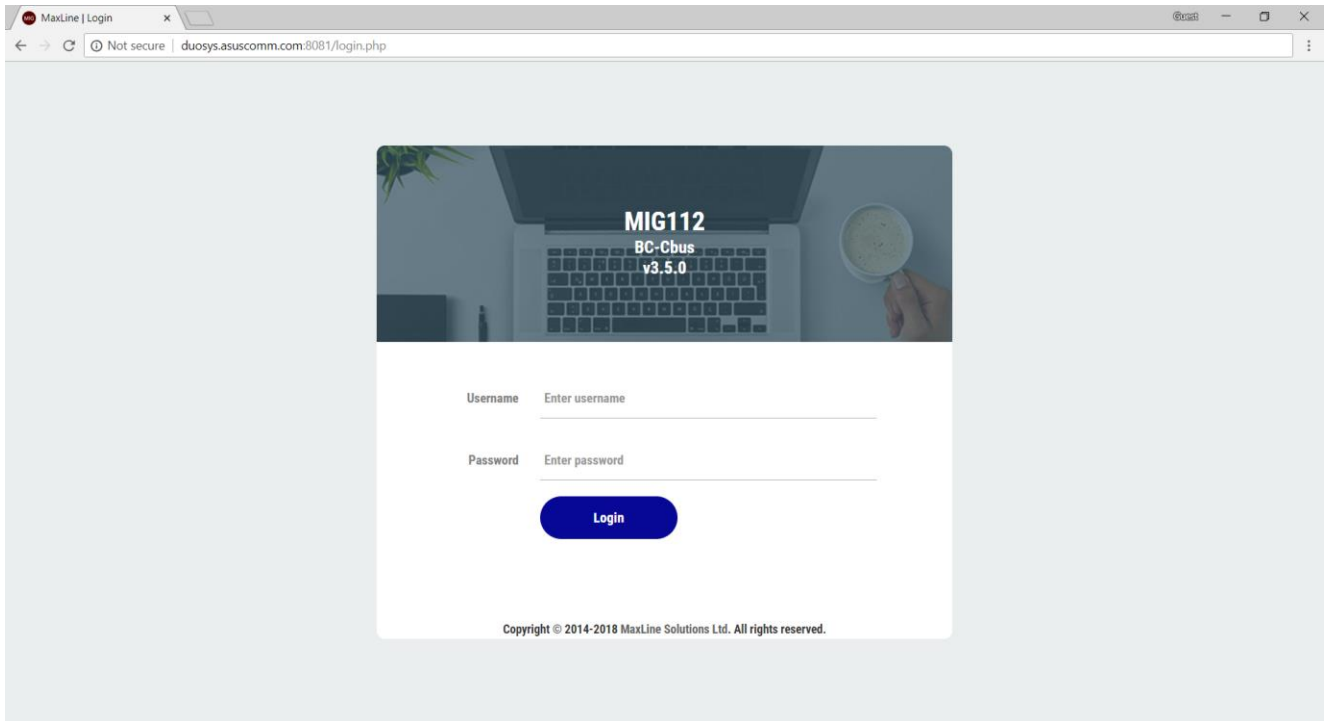 MIG
MaxLine | Login
Guest
Not secure | duosys.asuscomm.com:8081/login.php
MIG112
BC-Cbus
v3.5.0
Username
Enter username
Password
Enter password
Login
Copyright © 2014-2018 MaxLine Solutions Ltd. All rights reserved.